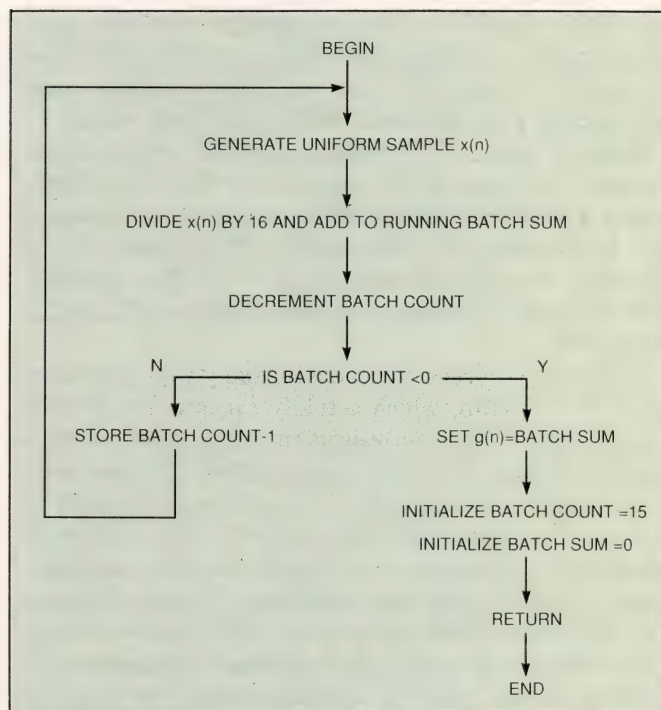 BEGIN
GENERATE UNIFORM SAMPLE x(n)
DIVIDE x(n) BY 16 AND ADD TO RUNNING BATCH SUM
DECREMENT BATCH COUNT
N
IS BATCH COUNT <0
Y
STORE BATCH COUNT-1
SET g(n)=BATCH SUM
INITIALIZE BATCH COUNT =15
INITIALIZE BATCH SUM =0
RETURN
END